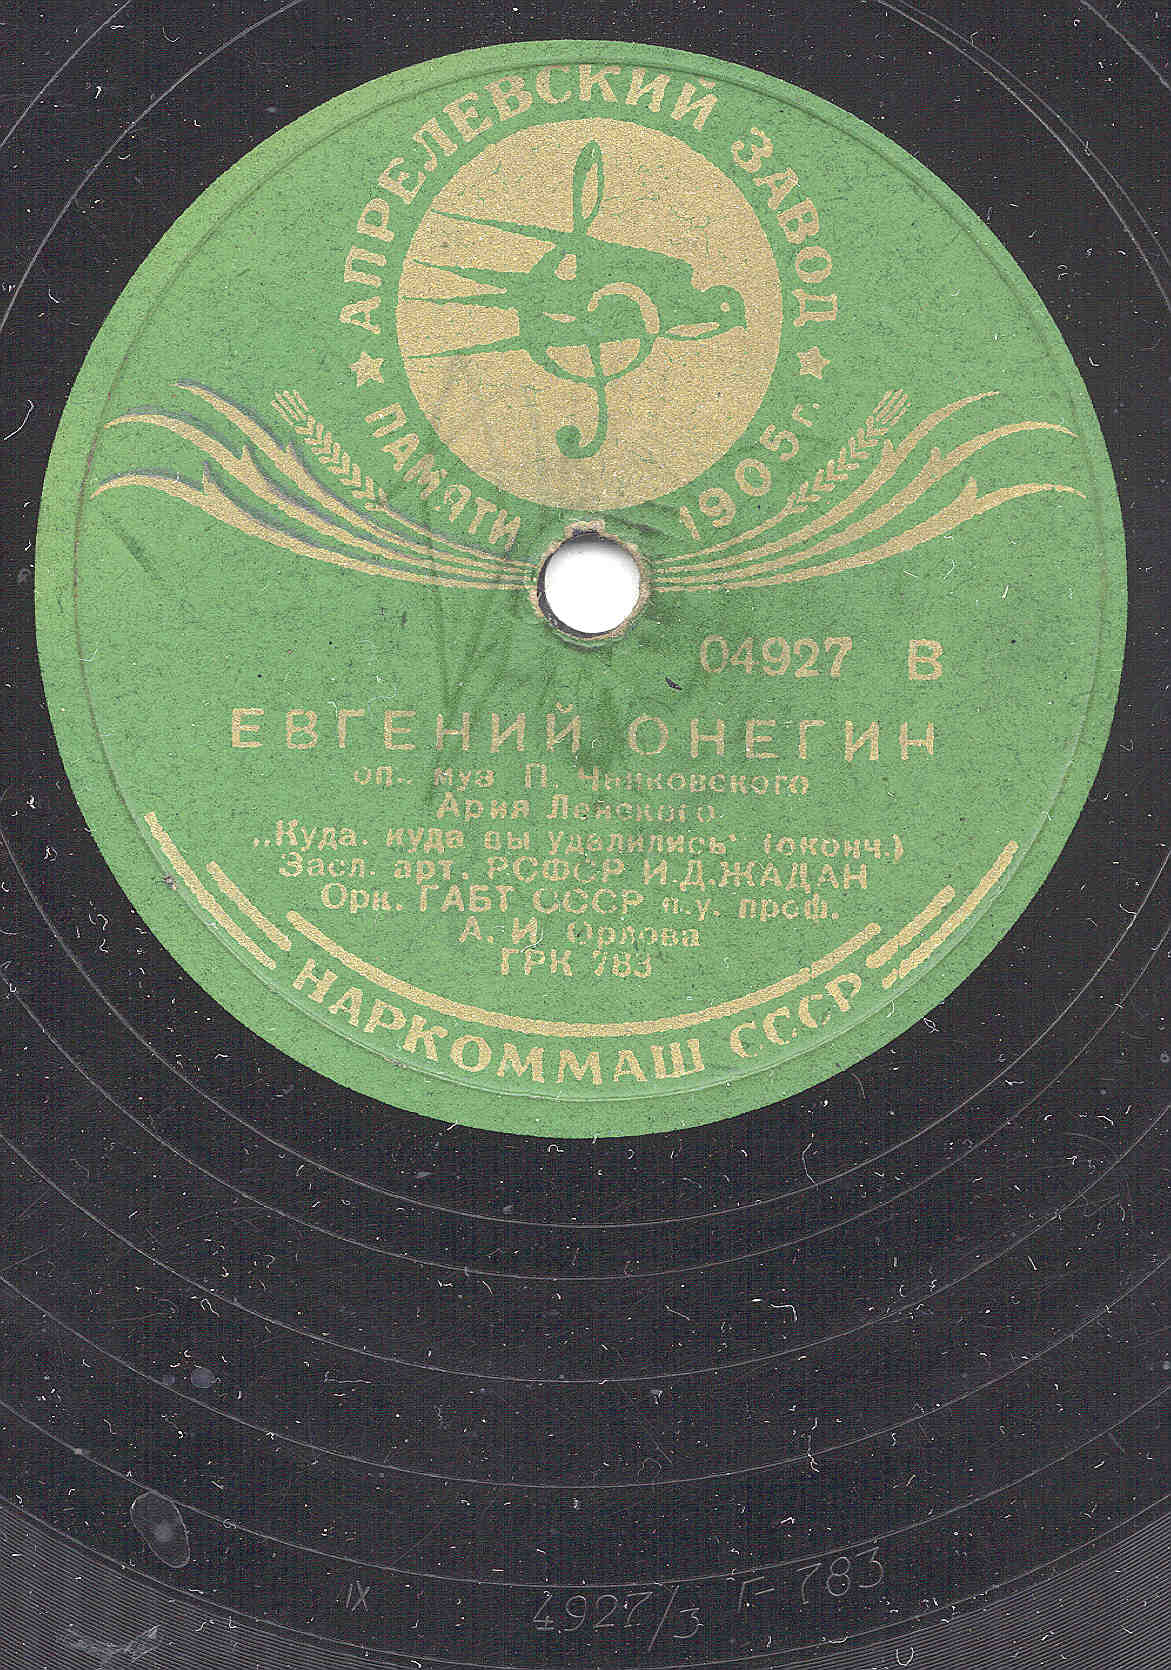 АПРЕЛЕВСКИЙ ЗАВОД
ПАМЯТИ 1905 г.
04927 В
ЕВГЕНИЙ ОНЕГИН
оп., муз П. Чайковского
Ария Ленского
„Куда, куда вы удалились“ (оконч.)
Засл. арт. РСФСР И.Д.ЖАДАН
Орк. ГАБТ СССР п.у. проф.
А. И. Орлова
ГРК 783
НАРКОММАШ СССР
IX 4927/3 Г-783